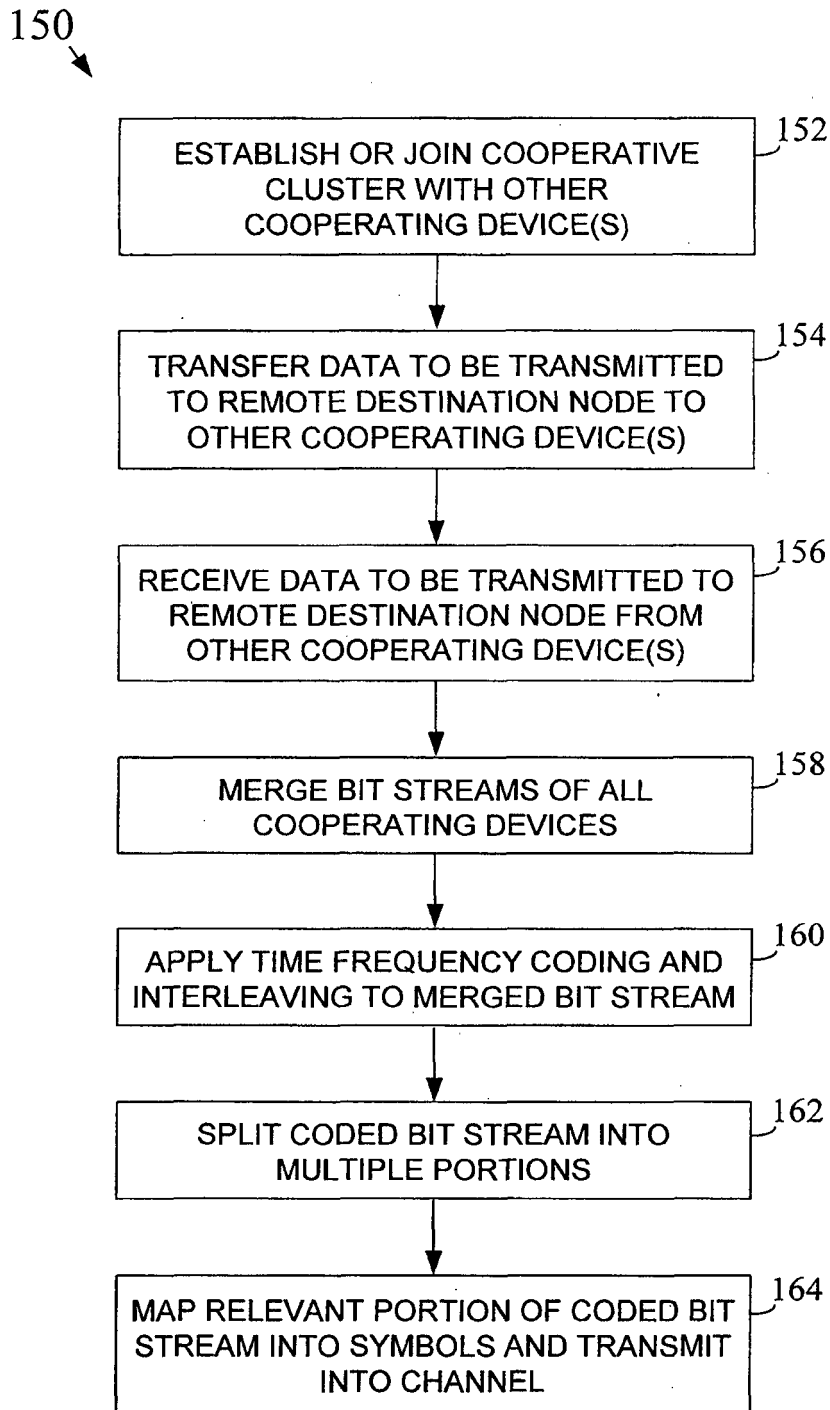 150
152
ESTABLISH OR JOIN COOPERATIVE
CLUSTER WITH OTHER
COOPERATING DEVICE(S)
154
TRANSFER DATA TO BE TRANSMITTED
TO REMOTE DESTINATION NODE TO
OTHER COOPERATING DEVICE(S)
156
RECEIVE DATA TO BE TRANSMITTED TO
REMOTE DESTINATION NODE FROM
OTHER COOPERATING DEVICE(S)
158
MERGE BIT STREAMS OF ALL
COOPERATING DEVICES
160
APPLY TIME FREQUENCY CODING AND
INTERLEAVING TO MERGED BIT STREAM
162
SPLIT CODED BIT STREAM INTO
MULTIPLE PORTIONS
164
MAP RELEVANT PORTION OF CODED BIT
STREAM INTO SYMBOLS AND TRANSMIT
INTO CHANNEL